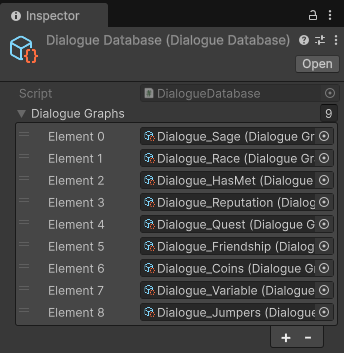 Inspector
Dialogue Database (Dialogue Database)
Open
Script DialogueDatabase
Dialogue Graphs 9
Element 0 Dialogue_Sage (Dialogue Gr
Element 1 Dialogue_Race (Dialogue Gr
Element 2 Dialogue_HasMet (Dialogue
Element 3 Dialogue_Reputation (Dialog
Element 4 Dialogue_Quest (Dialogue G
Element 5 Dialogue_Friendship (Dialog
Element 6 Dialogue_Coins (Dialogue G
Element 7 Dialogue_Variable (Dialogue
Element 8 Dialogue_Jumpers (Dialogue
+ -